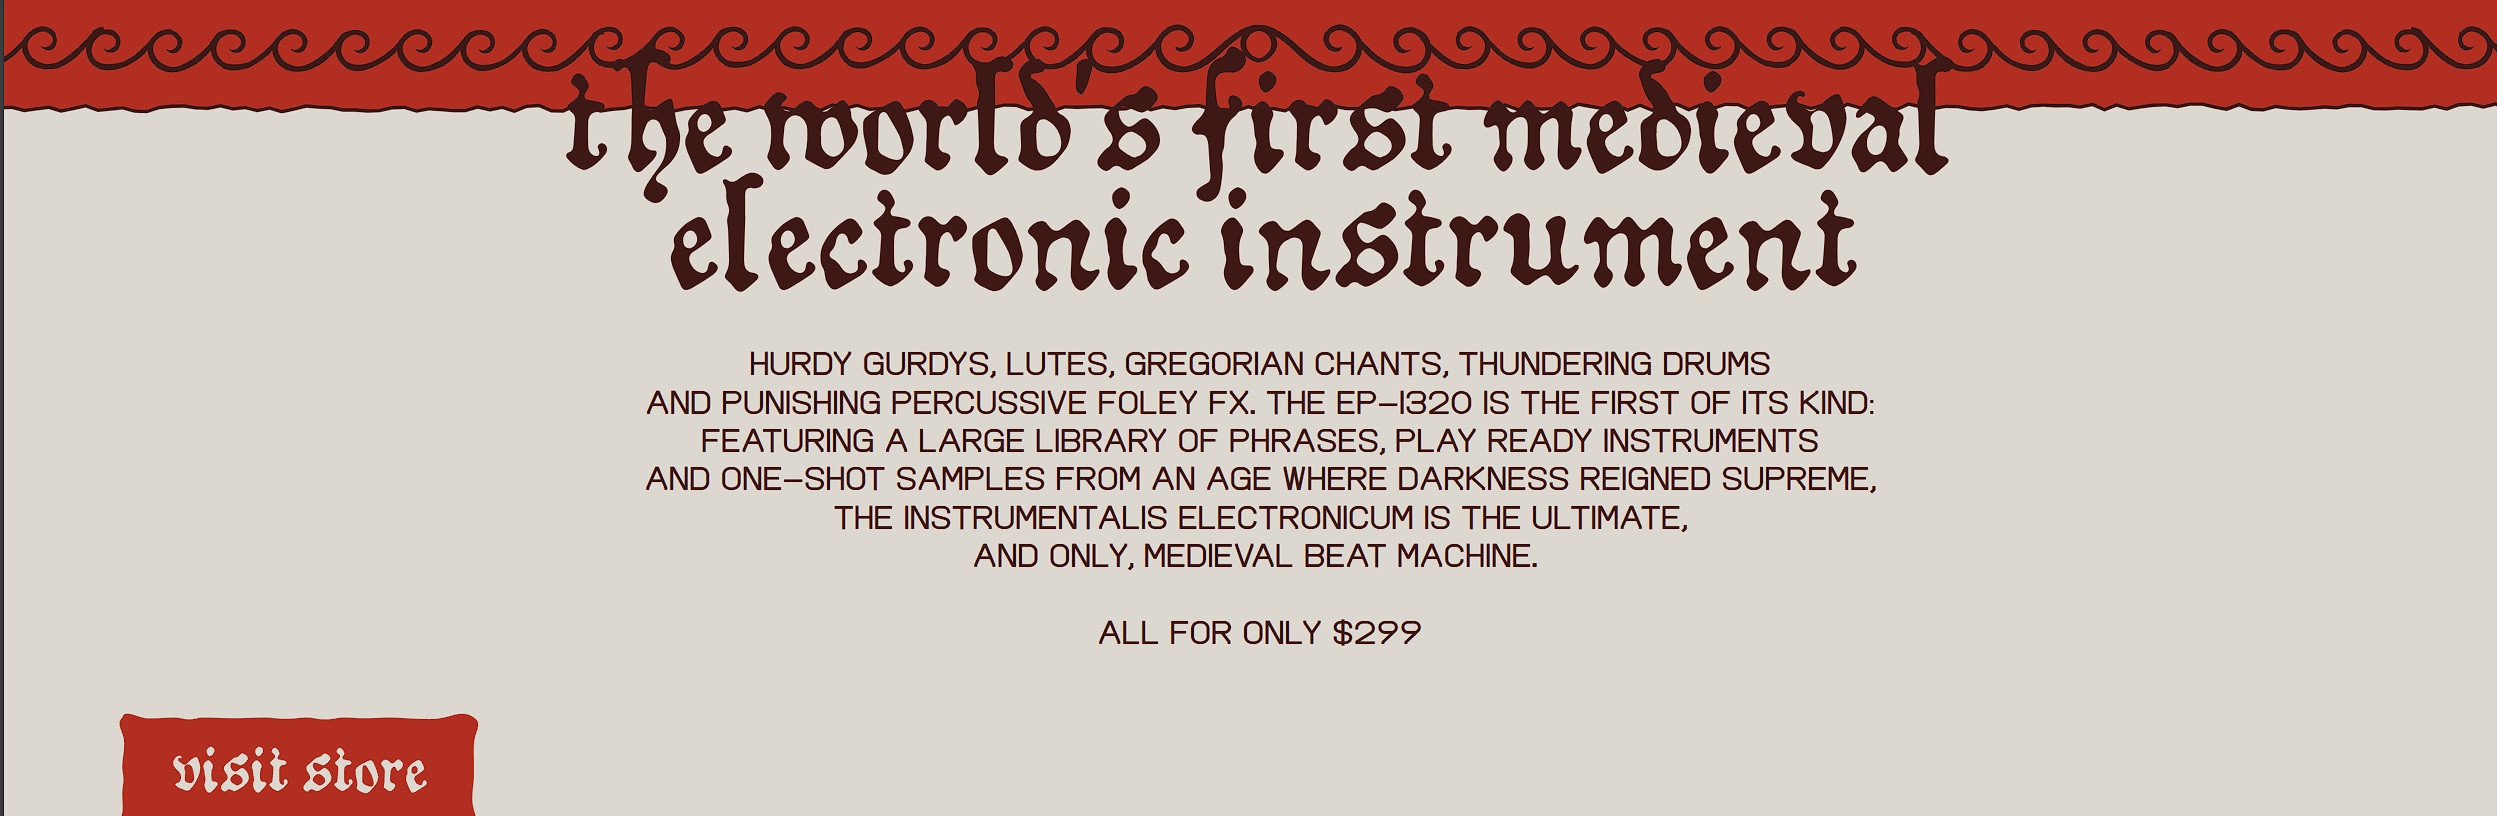 the world's first medieval
electronic instrument
HURDY GURDYS, LUTES, GREGORIAN CHANTS, THUNDERING DRUMS
AND PUNISHING PERCUSSIVE FOLEY FX. THE EP–1320 IS THE FIRST OF ITS KIND:
FEATURING A LARGE LIBRARY OF PHRASES, PLAY READY INSTRUMENTS
AND ONE–SHOT SAMPLES FROM AN AGE WHERE DARKNESS REIGNED SUPREME,
THE INSTRUMENTALIS ELECTRONICUM IS THE ULTIMATE,
AND ONLY, MEDIEVAL BEAT MACHINE.
ALL FOR ONLY $299
visit store